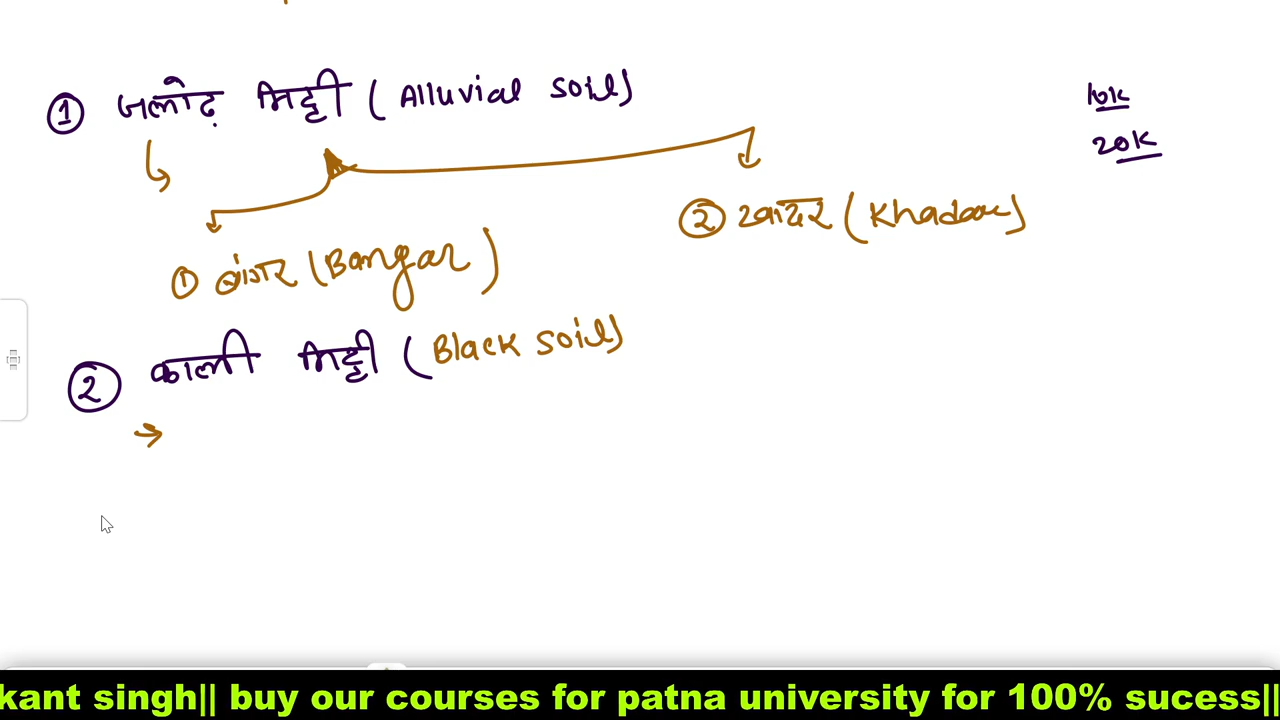 ① जलोढ़ मिट्टी (Alluvial soil)
10K
20K
① बांगर (Bangar)
② खादर (Khadar)
② काली मिट्टी (Black soil)
→
kant singh|| buy our courses for patna university for 100% sucess||